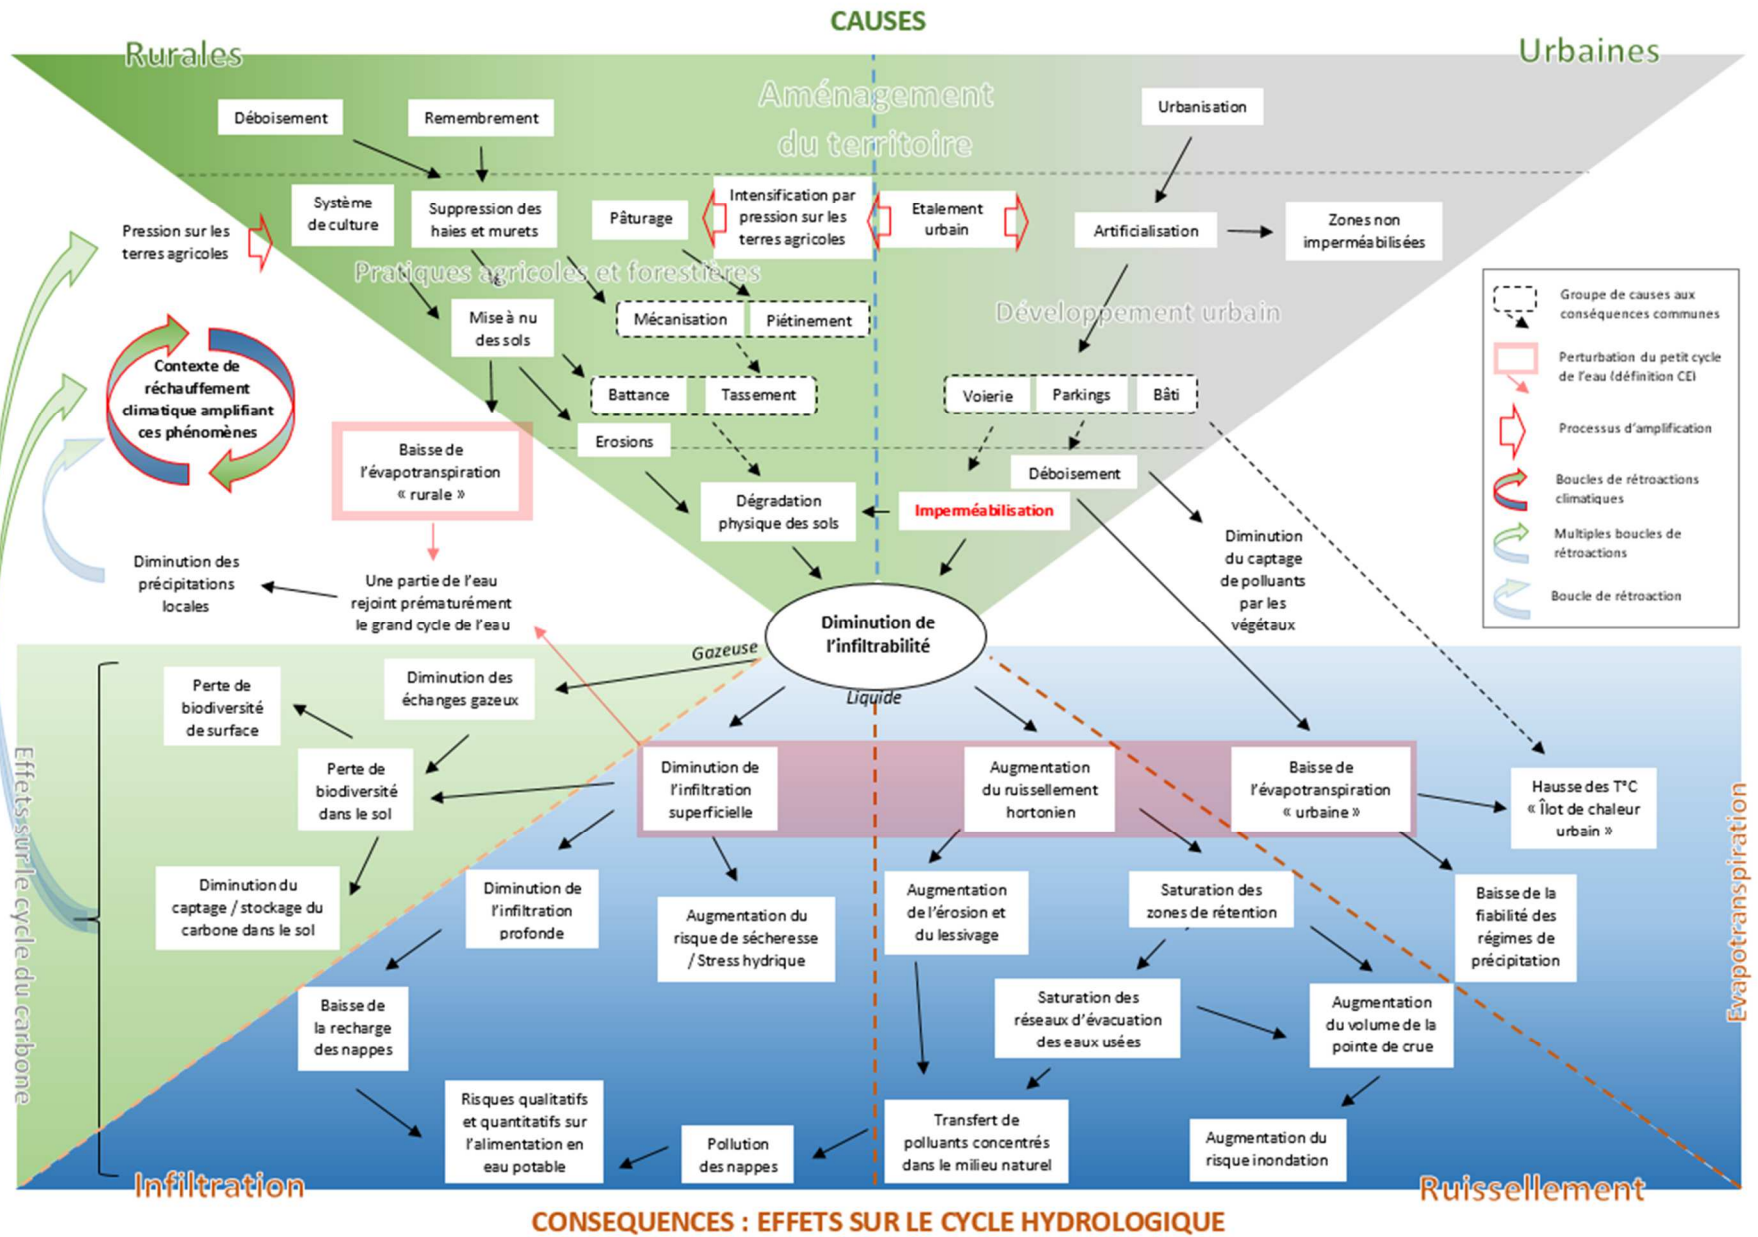 CAUSES
Rurales
Urbaines
Aménagement
du territoire
Déboisement
Remembrement
Urbanisation
Système
de culture
Suppression des
haies et murets
Pâturage
Intensification par
pression sur les
terres agricoles
Etalement
urbain
Artificialisation
Zones non
imperméabilisées
Pression sur les
terres agricoles
Pratiques agricoles et forestières
Développement urbain
Mise à nu
des sols
Mécanisation
Piétinement
Battance
Tassement
Voierie
Parkings
Bâti
Contexte de
réchauffement
climatique amplifiant
ces phénomènes
Baisse de
l'évapotranspiration
« rurale »
Erosions
Déboisement
Dégradation
physique des sols
Imperméabilisation
Diminution
du captage
de polluants
par les
végétaux
Diminution des
précipitations
locales
Une partie de l'eau
rejoint prématurément
le grand cycle de l'eau
Groupe de causes aux
conséquences communes
Perturbation du petit cycle
de l'eau (définition CE)
Processus d'amplification
Boucles de rétroactions
climatiques
Multiples boucles de
rétroactions
Boucle de rétroaction
Diminution de
l'infiltrabilité
Gazeuse
Liquide
Perte de
biodiversité
de surface
Diminution des
échanges gazeux
Perte de
biodiversité
dans le sol
Diminution de
l'infiltration
superficielle
Augmentation
du ruissellement
hortonien
Baisse de
l'évapotranspiration
« urbaine »
Hausse des T°C
« Îlot de chaleur
urbain »
Effets sur le cycle du carbone
Evapotranspiration
Diminution du
captage / stockage du
carbone dans le sol
Diminution de
l'infiltration
profonde
Augmentation du
risque de sécheresse
/ Stress hydrique
Augmentation
de l'érosion et
du lessivage
Saturation des
zones de rétention
Baisse de la
fiabilité des
régimes de
précipitation
Baisse de
la recharge
des nappes
Saturation des
réseaux d'évacuation
des eaux usées
Augmentation
du volume de la
pointe de crue
Risques qualitatifs
et quantitatifs sur
l'alimentation en
eau potable
Pollution
des nappes
Transfert de
polluants concentrés
dans le milieu naturel
Augmentation du
risque inondation
Infiltration
Ruissellement
CONSEQUENCES : EFFETS SUR LE CYCLE HYDROLOGIQUE